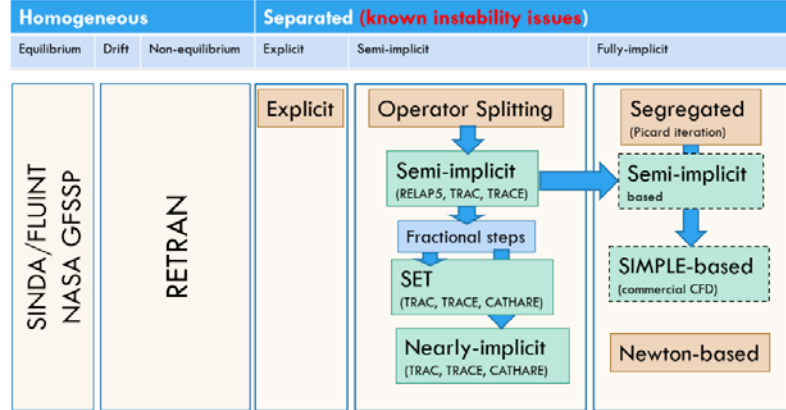 Homogeneous
Separated (known instability issues)
Equilibrium
Drift
Non-equilibrium
Explicit
Semi-implicit
Fully-implicit
SINDA/FLUINT
NASA GFSSP
RETRAN
Explicit
Operator Splitting
Semi-implicit
(RELAP5, TRAC, TRACE)
Fractional steps
SET
(TRAC, TRACE, CATHARE)
Nearly-implicit
(TRAC, TRACE, CATHARE)
Segregated
(Picard iteration)
Semi-implicit
based
SIMPLE-based
(commercial CFD)
Newton-based